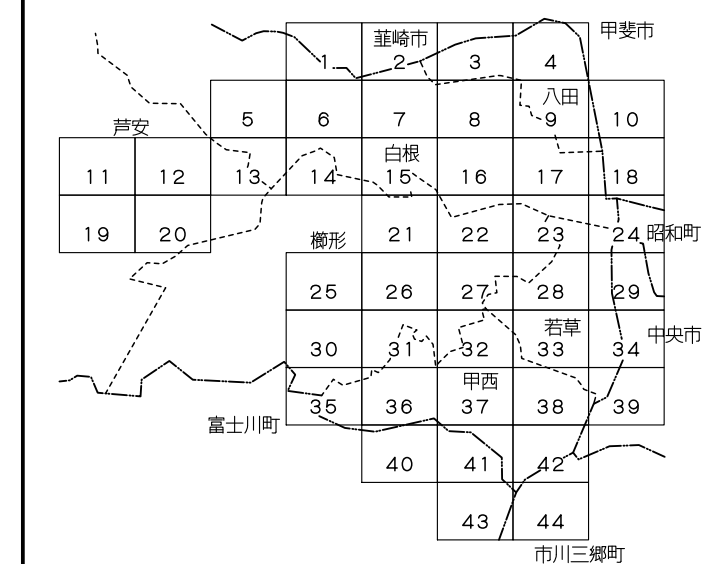 甲斐市
韮崎市
1 2 3 4
八田
5 6 7 8 9 10
芦安
白根
11 12 13 14 15 16 17 18
19 20 21 22 23 24 昭和町
櫛形
25 26 27 28 29
若草 中央市
30 31 32 33 34
甲西
35 36 37 38 39
富士川町
40 41 42
43 44
市川三郷町